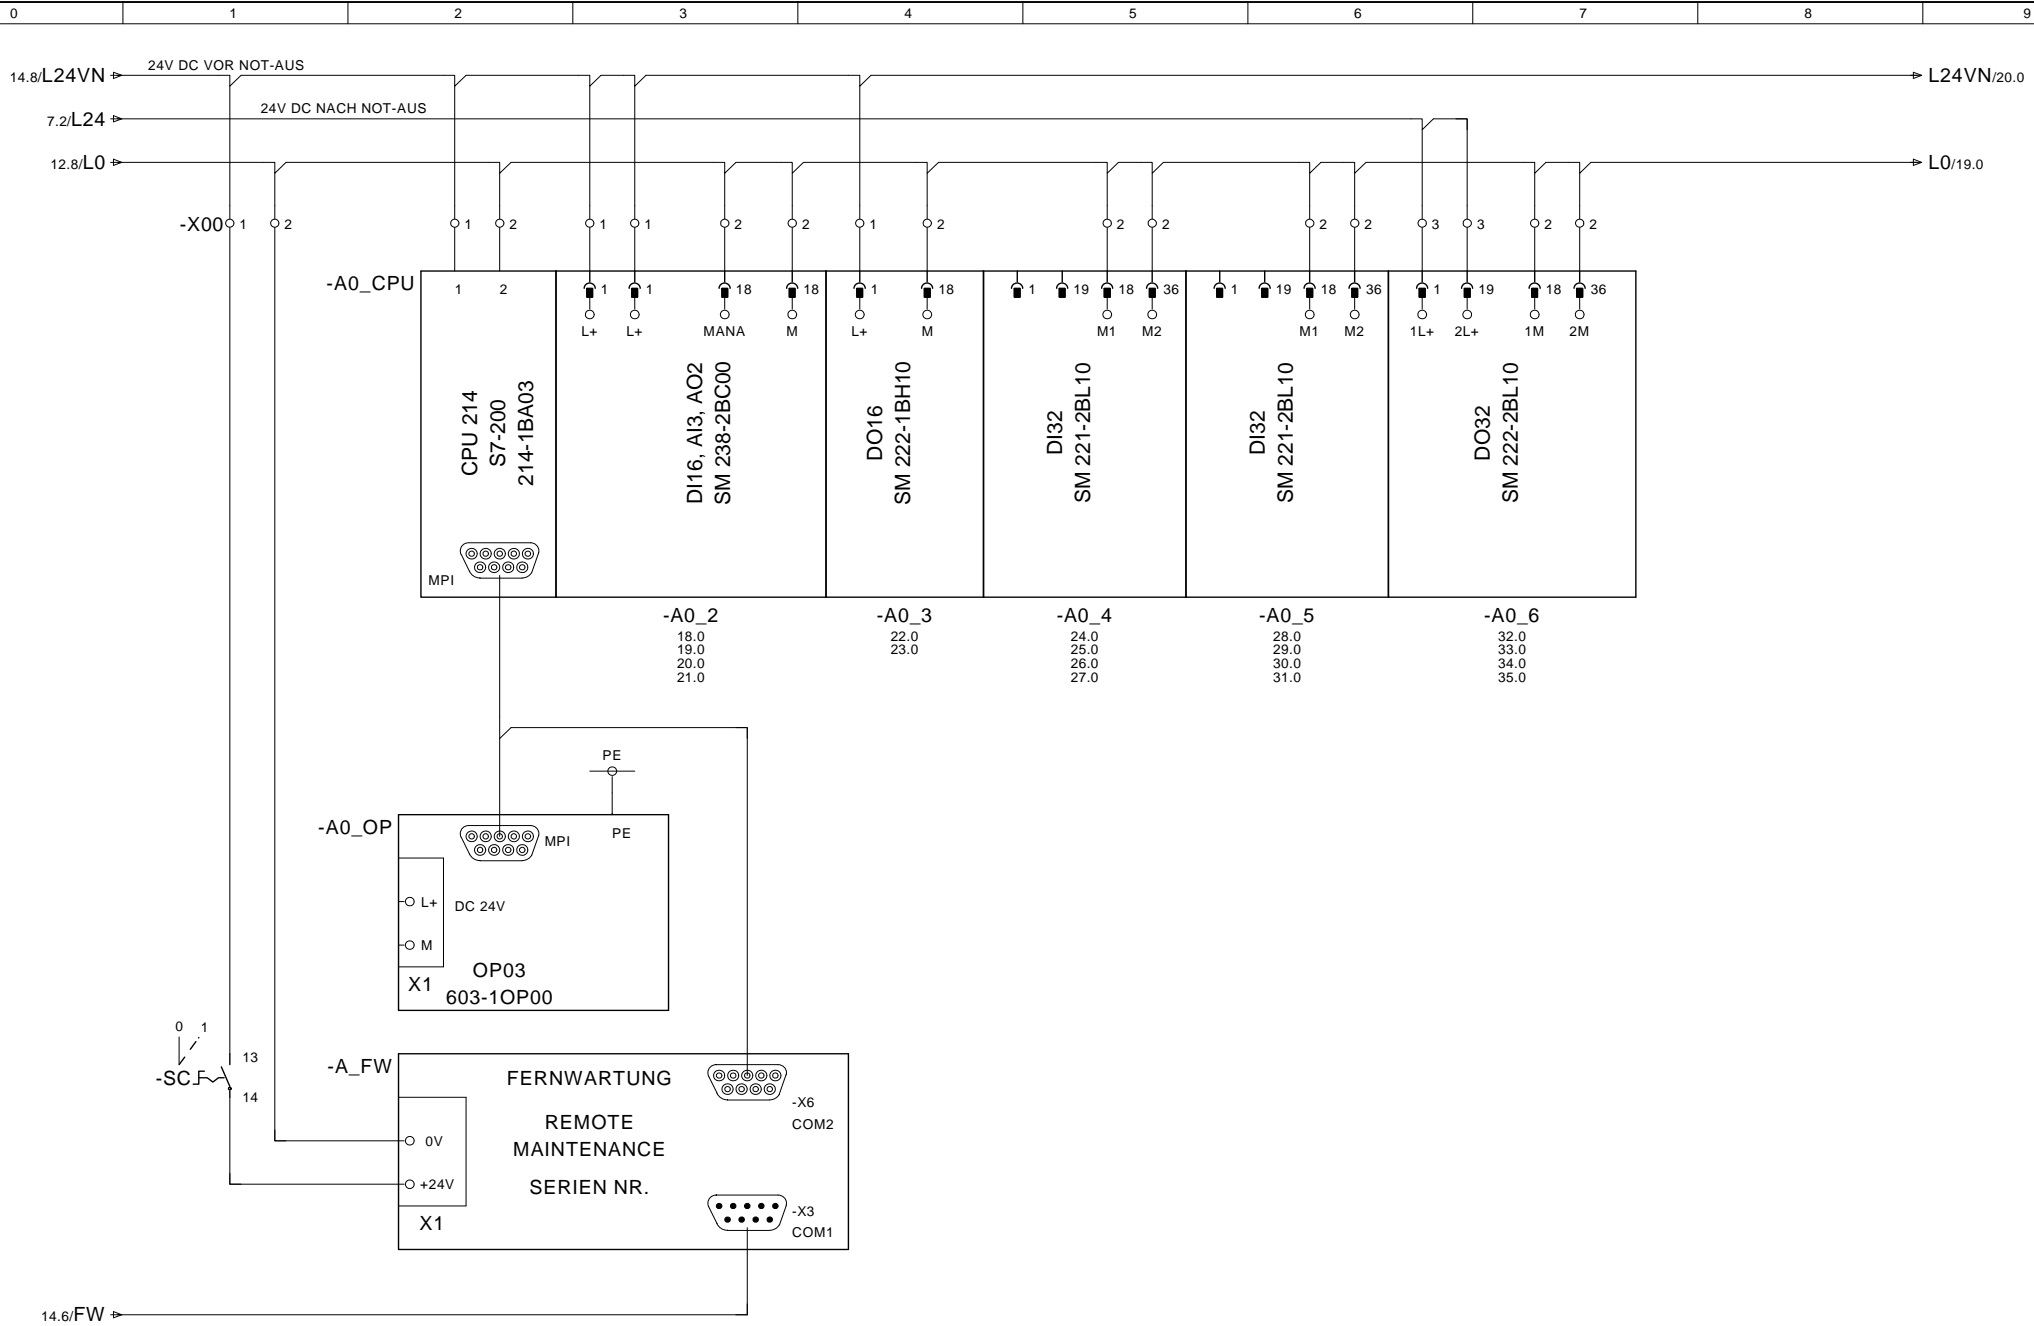 0 1 2 3 4 5 6 7 8 9
24V DC VOR NOT-AUS
14.8/L24VN L24VN/20.0
24V DC NACH NOT-AUS
7.2/L24
12.8/L0 L0/19.0
-X00 1 2 1 2 1 1 2 2 1 2 2 2 2 2 3 3 2 2
-A0_CPU 1 2 1 1 18 18 1 18 1 19 18 36 1 19 18 36 1 19 18 36
L+ L+ MANA M L+ M M1 M2 M1 M2 1L+ 2L+ 1M 2M
CPU 214
S7-200
214-1BA03
DI16, AI3, AO2
SM 238-2BC00
DO16
SM 222-1BH10
DI32
SM 221-2BL10
DI32
SM 221-2BL10
DO32
SM 222-2BL10
MPI
-A0_2
18.0
19.0
20.0
21.0
-A0_3
22.0
23.0
-A0_4
24.0
25.0
26.0
27.0
-A0_5
28.0
29.0
30.0
31.0
-A0_6
32.0
33.0
34.0
35.0
PE
-A0_OP
MPI
PE
L+ DC 24V
M
OP03
X1
603-1OP00
0 1
13
-SC
14
-A_FW
FERNWARTUNG
-X6
COM2
REMOTE
MAINTENANCE
0V
+24V
SERIEN NR.
X1
-X3
COM1
14.6/FW